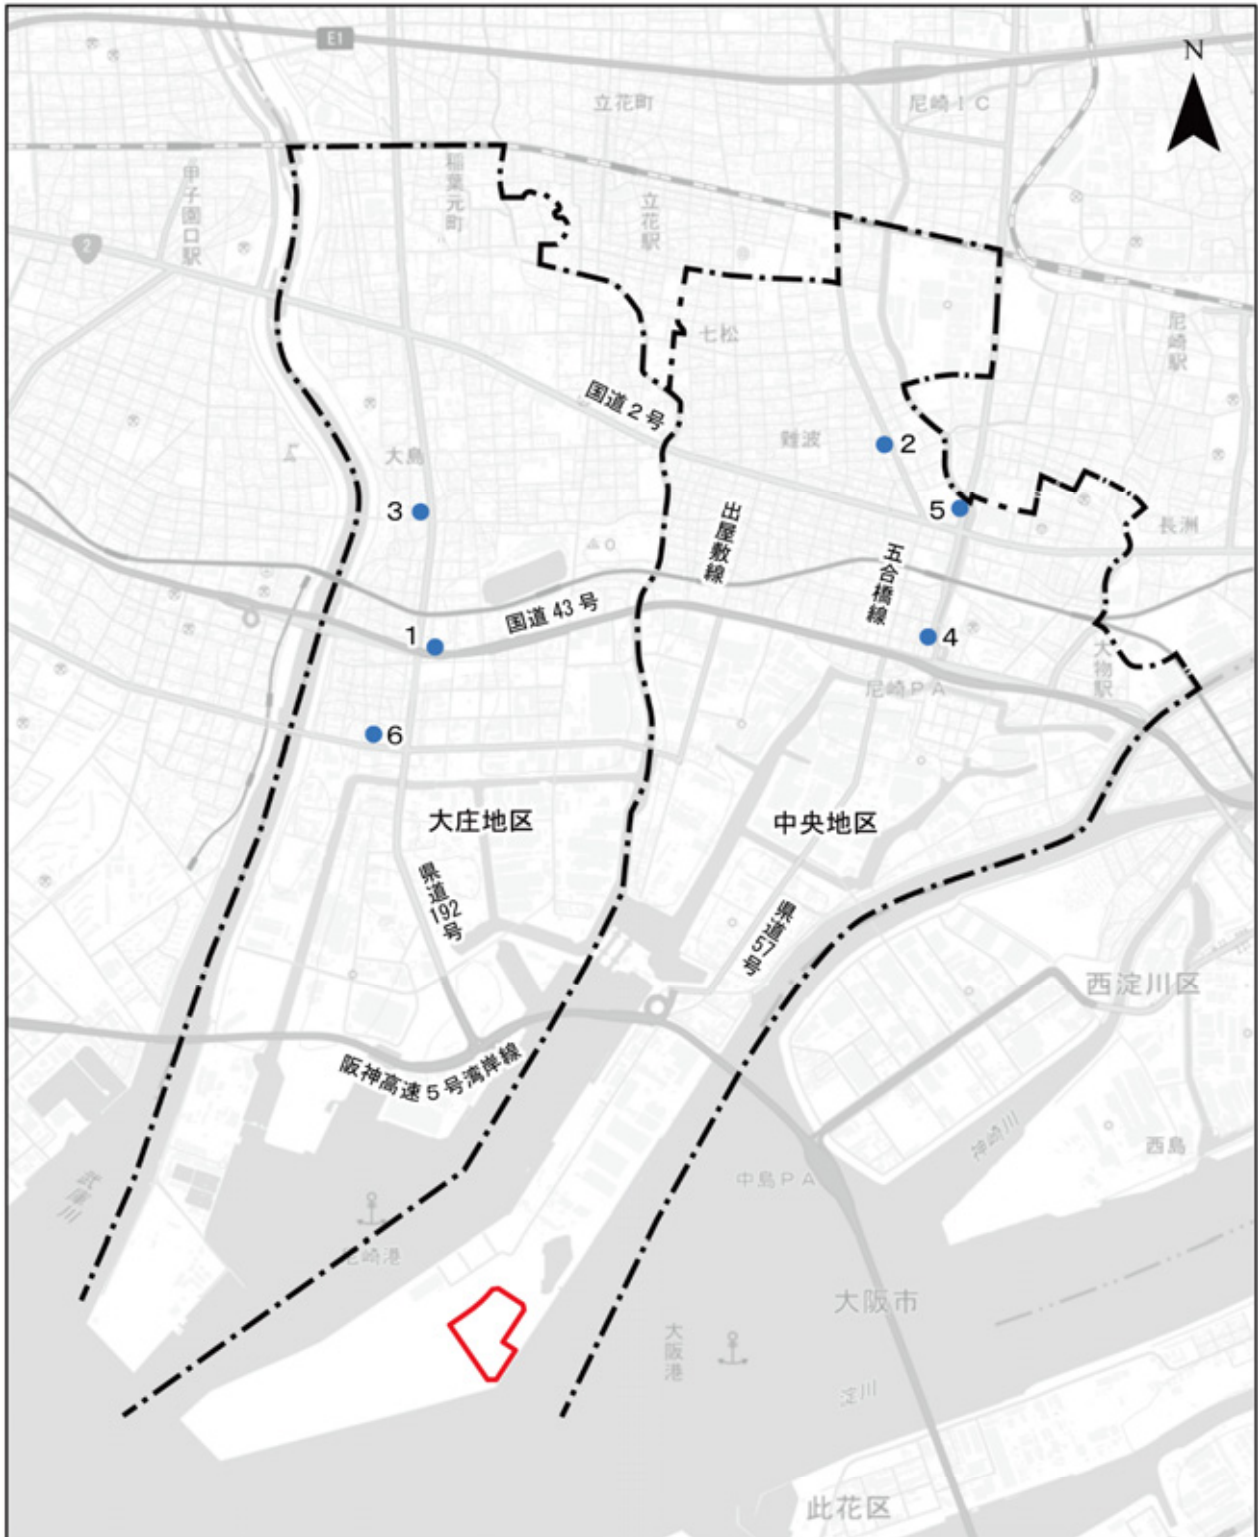 E1
N
立花町
尼崎IC
甲子園口駅
稲葉元町
立花駅
2
七松
尼崎駅
国道2号
難波
2
大島
3
5
出屋敷線
長洲
五合橋線
国道43号
1
4
大物駅
尼崎PA
6
大庄地区
中央地区
県道192号
県道57号
西淀川区
阪神高速5号湾岸線
神崎川
西島
武庫川
中島PA
尼崎港
大阪市
大阪港
淀川
此花区